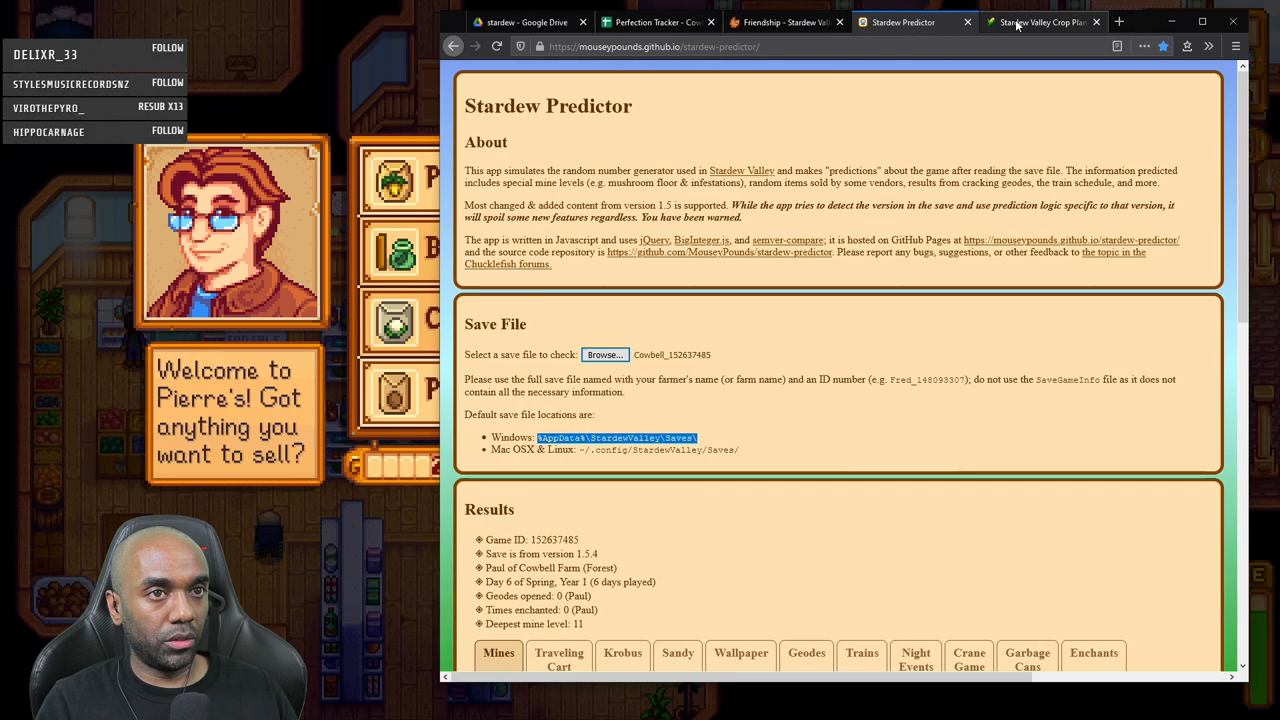 stardew - Google Drive
Perfection Tracker - Cow
Friendship - Stardew Val
Stardew Predictor
Stardew Valley Crop Plan
https://mouseypounds.github.io/stardew-predictor/
DELIXR_33 FOLLOW
STYLESMUSICRECORDSNZ FOLLOW
VIROTHEPYRO_ RESUB X13
HIPPOCARNAGE FOLLOW
Welcome to
Pierre's! Got
anything you
want to sell?
P
B
C
P
Stardew Predictor
About
This app simulates the random number generator used in Stardew Valley and makes "predictions" about the game after reading the save file. The information predicted
includes special mine levels (e.g. mushroom floor & infestations), random items sold by some vendors, results from cracking geodes, the train schedule, and more.
Most changed & added content from version 1.5 is supported. While the app tries to detect the version in the save and use prediction logic specific to that version, it
will spoil some new features regardless. You have been warned.
The app is written in Javascript and uses jQuery, BigInteger.js, and semver-compare; it is hosted on GitHub Pages at https://mouseypounds.github.io/stardew-predictor/
and the source code repository is https://github.com/MouseyPounds/stardew-predictor. Please report any bugs, suggestions, or other feedback to the topic in the
Chucklefish forums.
Save File
Select a save file to check: Browse... Cowbell_152637485
Please use the full save file named with your farmer's name (or farm name) and an ID number (e.g. Fred_148093307); do not use the SaveGameInfo file as it does not
contain all the necessary information.
Default save file locations are:
Windows: %AppData%\StardewValley\Saves\
Mac OSX & Linux: ~/.config/StardewValley/Saves/
Results
Game ID: 152637485
Save is from version 1.5.4
Paul of Cowbell Farm (Forest)
Day 6 of Spring, Year 1 (6 days played)
Geodes opened: 0 (Paul)
Times enchanted: 0 (Paul)
Deepest mine level: 11
Mines
Traveling
Cart
Krobus
Sandy
Wallpaper
Geodes
Trains
Night
Events
Crane
Game
Garbage
Cans
Enchants